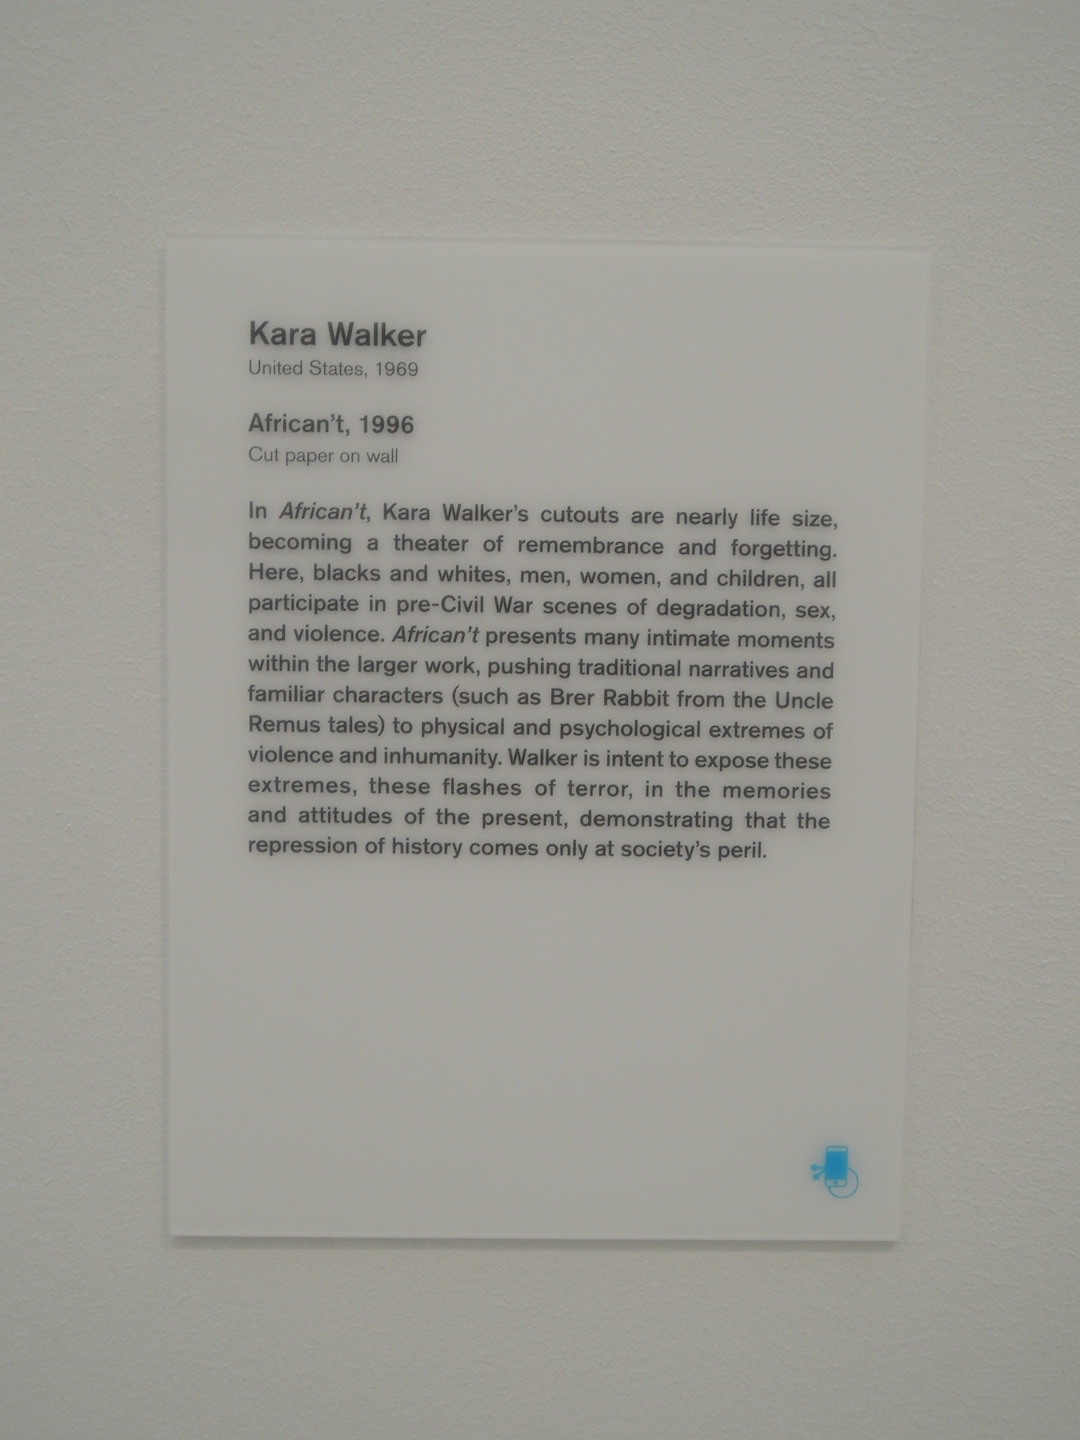 Kara Walker
United States, 1969
African't, 1996
Cut paper on wall
In African't, Kara Walker's cutouts are nearly life size,
becoming a theater of remembrance and forgetting.
Here, blacks and whites, men, women, and children, all
participate in pre-Civil War scenes of degradation, sex,
and violence. African't presents many intimate moments
within the larger work, pushing traditional narratives and
familiar characters (such as Brer Rabbit from the Uncle
Remus tales) to physical and psychological extremes of
violence and inhumanity. Walker is intent to expose these
extremes, these flashes of terror, in the memories
and attitudes of the present, demonstrating that the
repression of history comes only at society's peril.